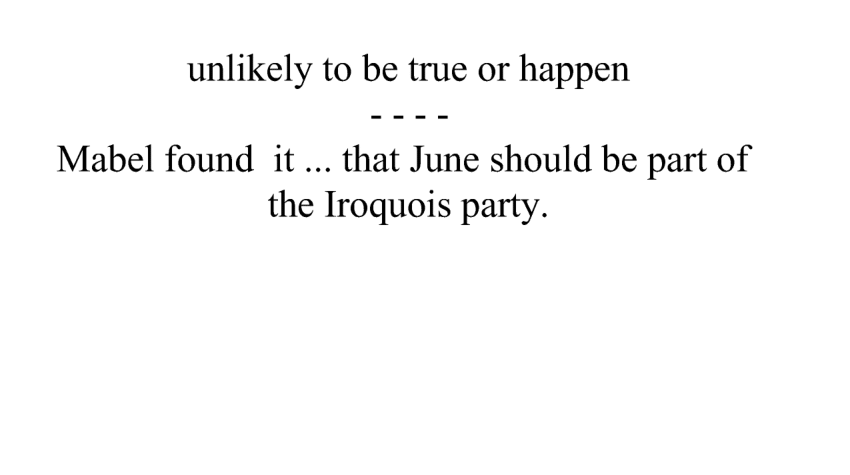 unlikely to be true or happen
- - - -
Mabel found  it ... that June should be part of
the Iroquois party.